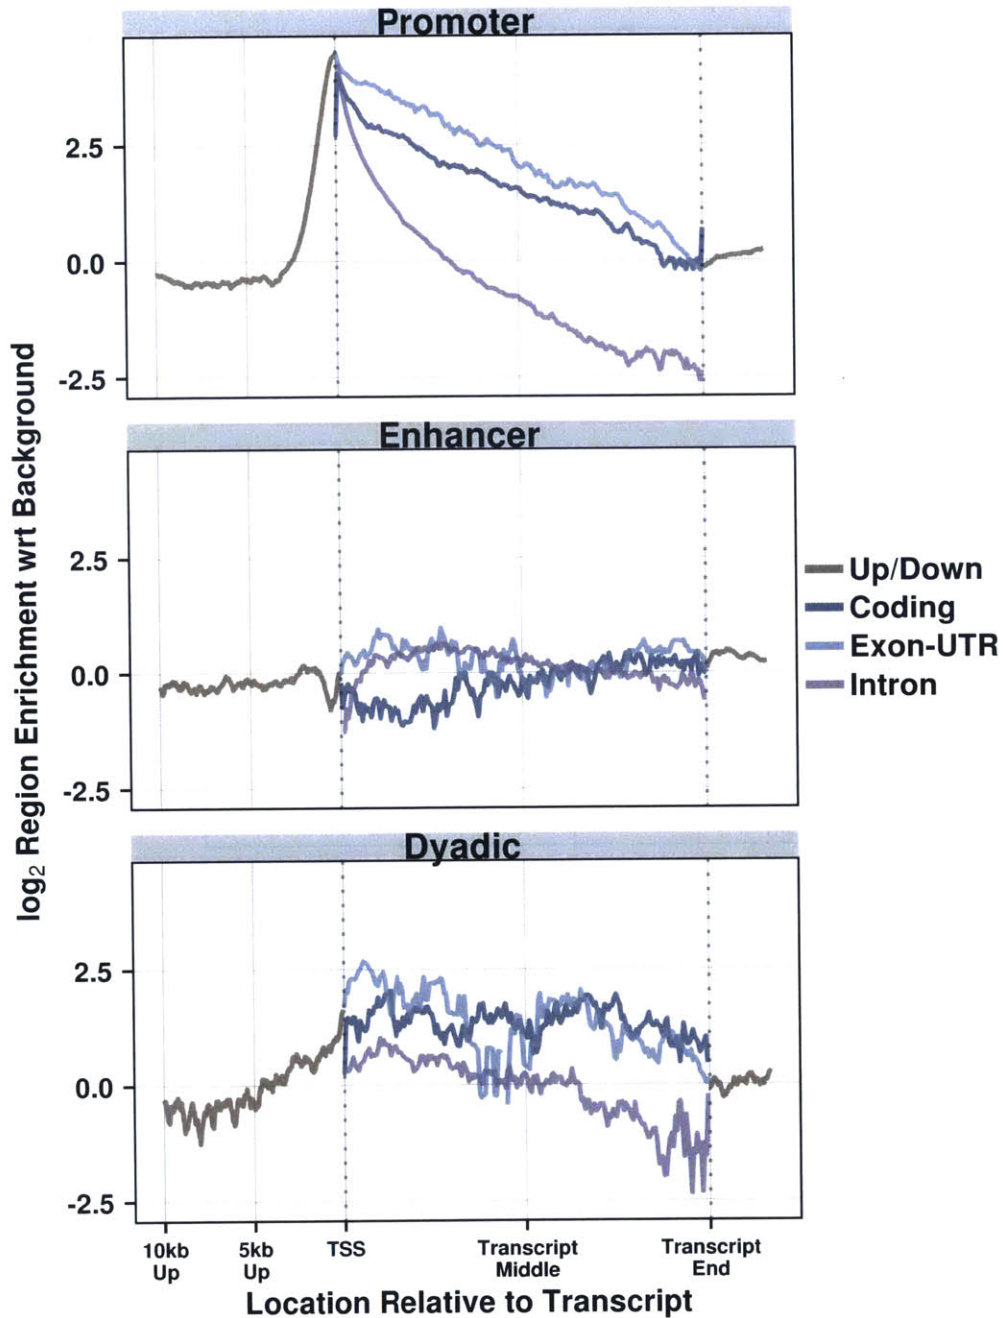 Promoter
2.5
0.0
-2.5
Enhancer
2.5
0.0
-2.5
Dyadic
2.5
0.0
-2.5
log2 Region Enrichment wrt Background
Up/Down
Coding
Exon-UTR
Intron
10kb
Up
5kb
Up
TSS
Transcript
Middle
Transcript
End
Location Relative to Transcript